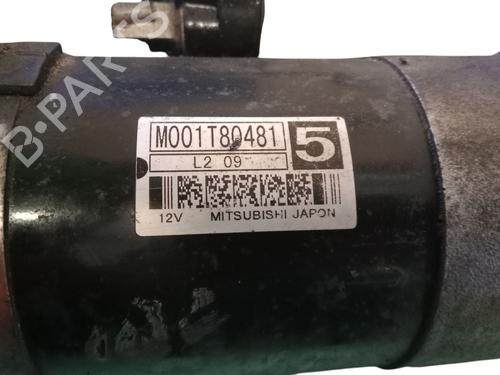 M001T80481 5
L2 09
12V MITSUBISHI JAPON
B-PARTS